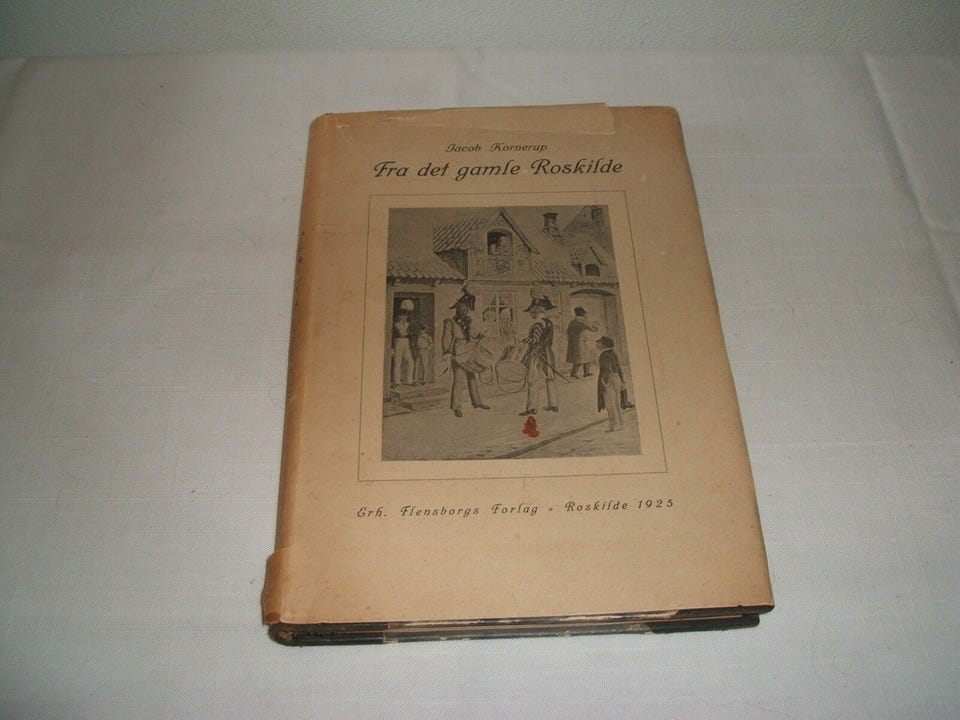 Jacob Kornerup
Fra det gamle Roskilde
Erh. Flensborgs Forlag • Roskilde 1925